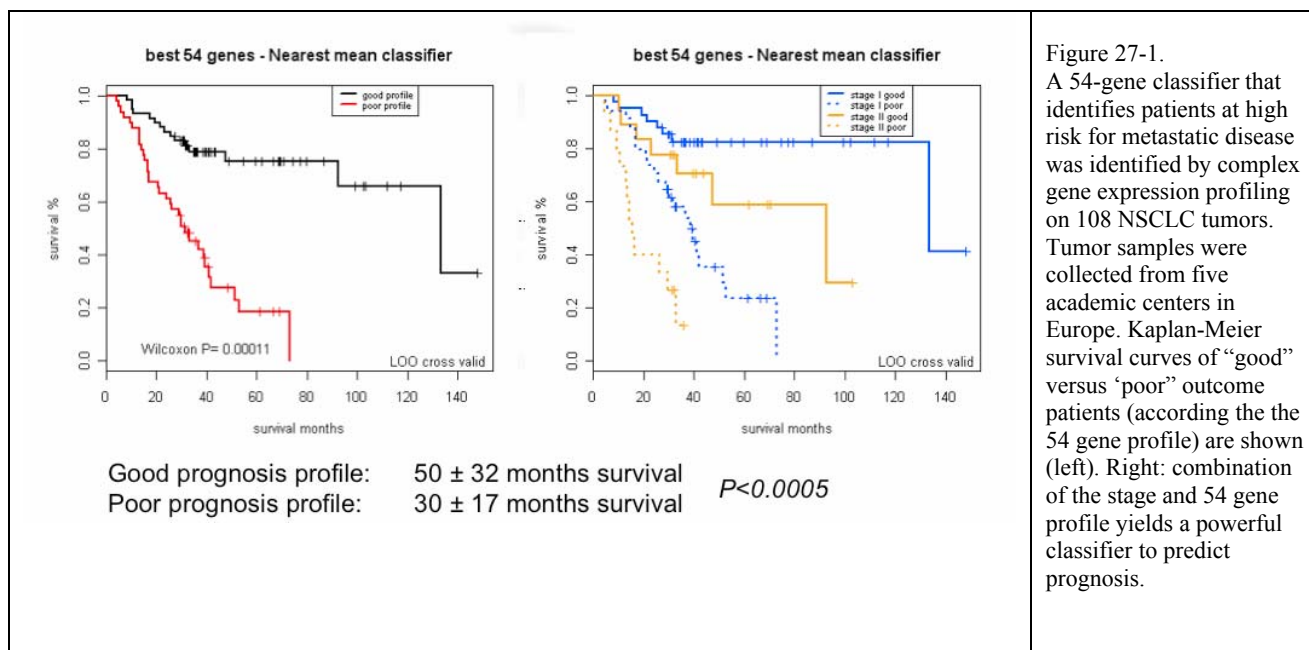 best 54 genes - Nearest mean classifier
good profile
poor profile
survival %
1.0
0.8
0.6
0.4
0.2
0.0
Wilcoxon P= 0.00011
LOO cross valid
0 20 40 60 80 100 120 140
survival months
best 54 genes - Nearest mean classifier
stage I good
stage I poor
stage II good
stage II poor
survival %
1.0
0.8
0.6
0.4
0.2
0.0
LOO cross valid
0 20 40 60 80 100 120 140
survival months
Good prognosis profile: 50 ± 32 months survival
Poor prognosis profile: 30 ± 17 months survival
P<0.0005
Figure 27-1.
A 54-gene classifier that
identifies patients at high
risk for metastatic disease
was identified by complex
gene expression profiling
on 108 NSCLC tumors.
Tumor samples were
collected from five
academic centers in
Europe. Kaplan-Meier
survival curves of “good”
versus ‘poor” outcome
patients (according the the
54 gene profile) are shown
(left). Right: combination
of the stage and 54 gene
profile yields a powerful
classifier to predict
prognosis.